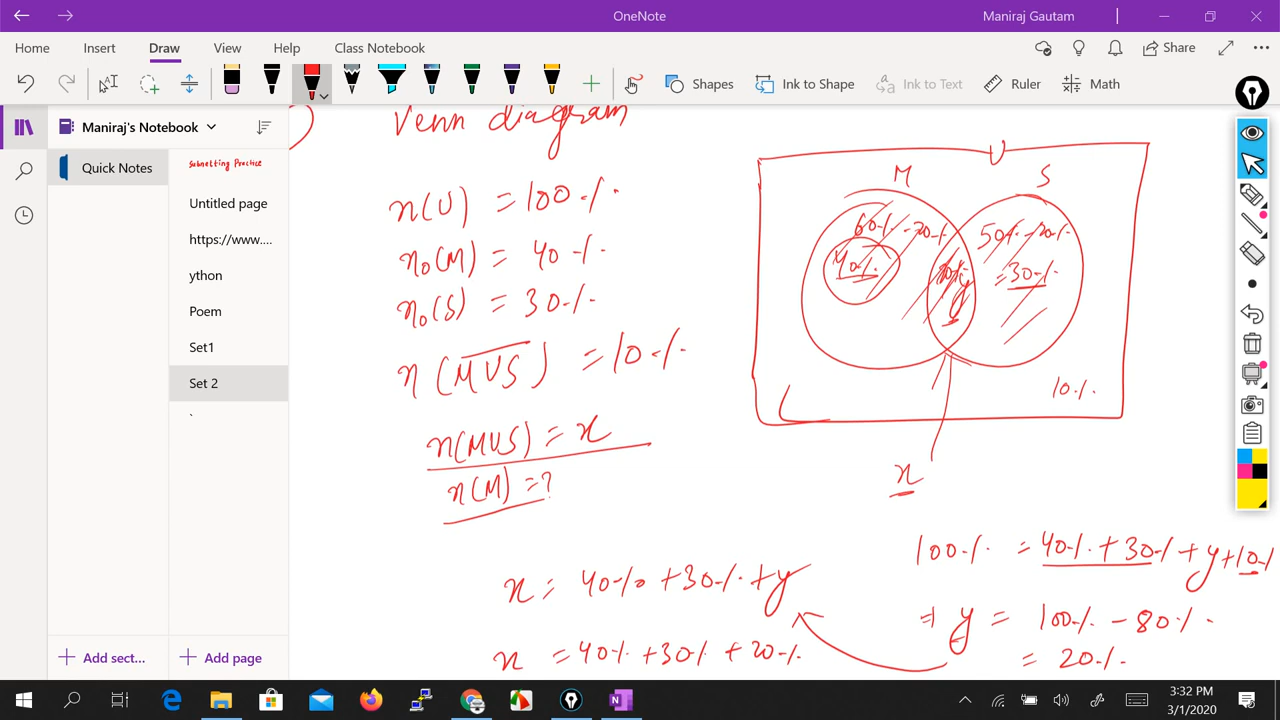 OneNote
Maniraj Gautam
Home Insert Draw View Help Class Notebook
Share
Shapes Ink to Shape Ink to Text Ruler Math
Maniraj's Notebook
Quick Notes
Subnetting Practice
Untitled page
https://www....
ython
Poem
Set1
Set 2
`
Add sect...
Add page
Venn diagram
n(U) = 100%
n₀(M) = 40%
n₀(S) = 30%
n(M∪S)̅ = 10%
n(M∪S) = x
n(M) = ?
x = 40% + 30% + y
x = 40% + 30% + 20%
U
M S
60% - 20% 50% - 20%
40% y = 30%
10%
x
100% = 40% + 30% + y + 10%
⇒ y = 100% - 80%
= 20%
3:32 PM
3/1/2020